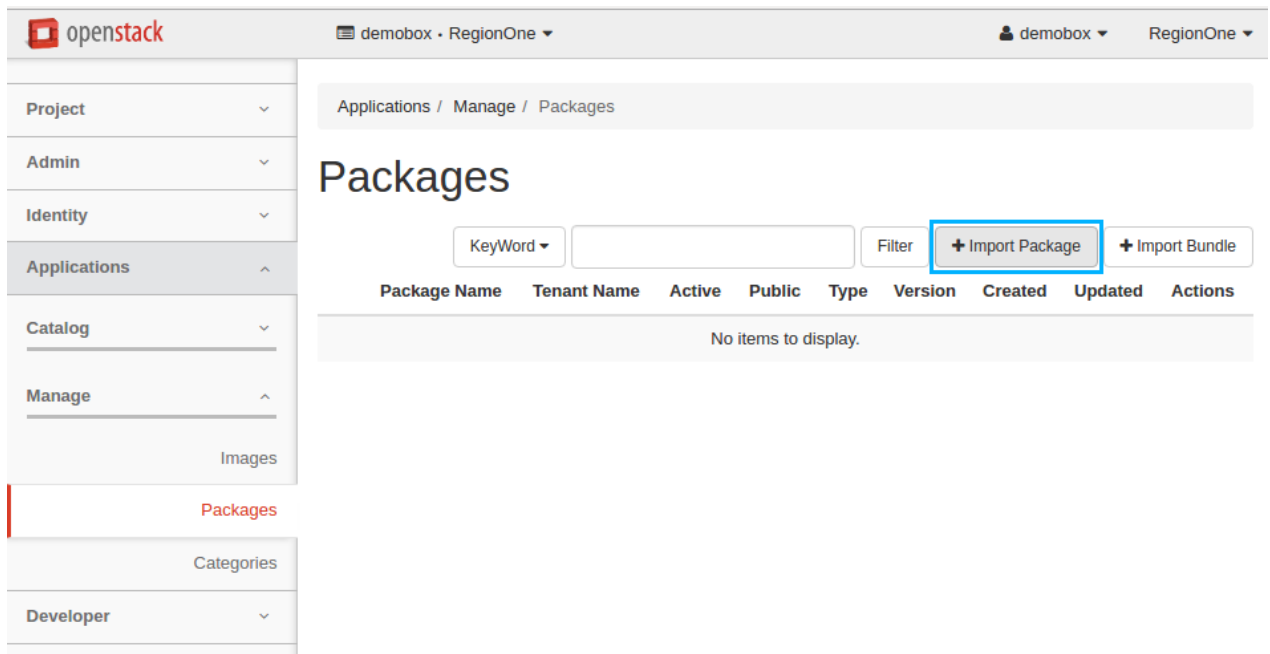 openstack
demobox • RegionOne
demobox
RegionOne
Project
Admin
Identity
Applications
Catalog
Manage
Images
Packages
Categories
Developer
Applications / Manage / Packages
Packages
KeyWord
Filter
+ Import Package
+ Import Bundle
Package Name Tenant Name Active Public Type Version Created Updated Actions
No items to display.